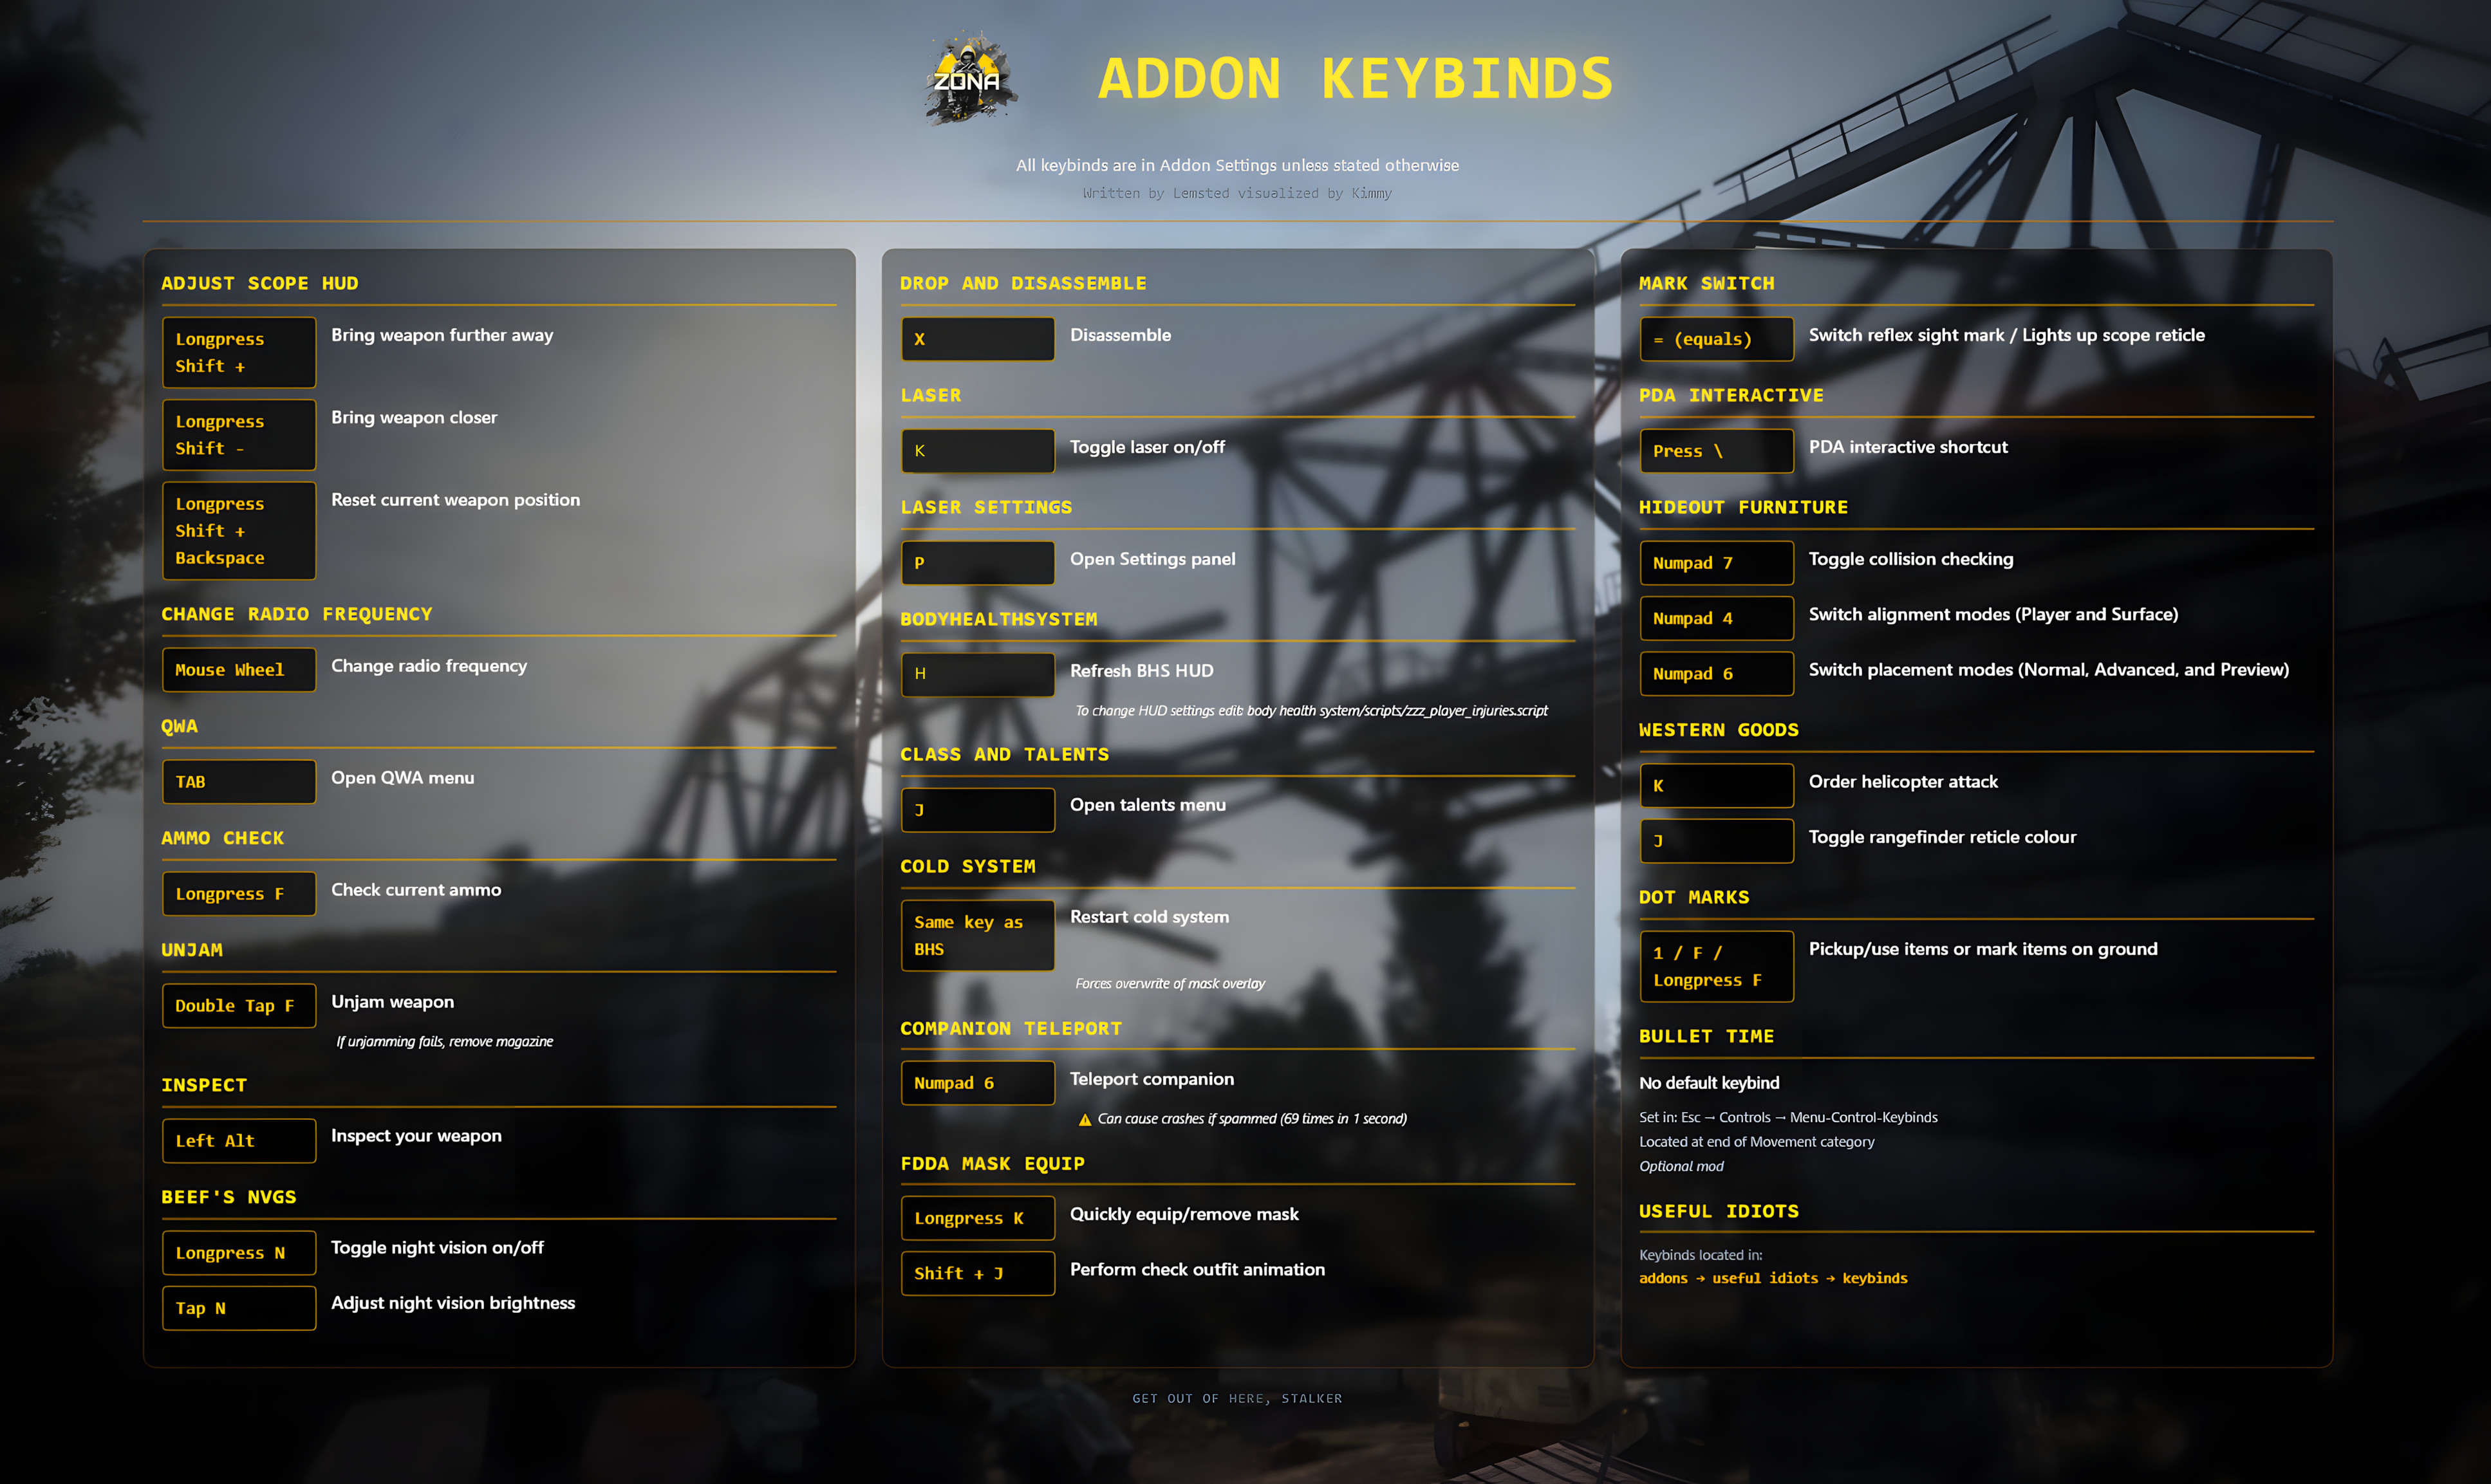 ZONA
ADDON KEYBINDS
All keybinds are in Addon Settings unless stated otherwise
Written by Lemsted visualized by Kimmy
ADJUST SCOPE HUD
Longpress
Shift +
Bring weapon further away
Longpress
Shift -
Bring weapon closer
Longpress
Shift +
Backspace
Reset current weapon position
CHANGE RADIO FREQUENCY
Mouse Wheel
Change radio frequency
QWA
TAB
Open QWA menu
AMMO CHECK
Longpress F
Check current ammo
UNJAM
Double Tap F
Unjam weapon
If unjamming fails, remove magazine
INSPECT
Left Alt
Inspect your weapon
BEEF'S NVGS
Longpress N
Toggle night vision on/off
Tap N
Adjust night vision brightness
DROP AND DISASSEMBLE
X
Disassemble
LASER
K
Toggle laser on/off
LASER SETTINGS
P
Open Settings panel
BODYHEALTHSYSTEM
H
Refresh BHS HUD
To change HUD settings edit: body health system/scripts/zzz_player_injuries.script
CLASS AND TALENTS
J
Open talents menu
COLD SYSTEM
Same key as
BHS
Restart cold system
Forces overwrite of mask overlay
COMPANION TELEPORT
Numpad 6
Teleport companion
⚠ Can cause crashes if spammed (69 times in 1 second)
FDDA MASK EQUIP
Longpress K
Quickly equip/remove mask
Shift + J
Perform check outfit animation
MARK SWITCH
= (equals)
Switch reflex sight mark / Lights up scope reticle
PDA INTERACTIVE
Press \
PDA interactive shortcut
HIDEOUT FURNITURE
Numpad 7
Toggle collision checking
Numpad 4
Switch alignment modes (Player and Surface)
Numpad 6
Switch placement modes (Normal, Advanced, and Preview)
WESTERN GOODS
K
Order helicopter attack
J
Toggle rangefinder reticle colour
DOT MARKS
1 / F /
Longpress F
Pickup/use items or mark items on ground
BULLET TIME
No default keybind
Set in: Esc → Controls → Menu-Control-Keybinds
Located at end of Movement category
Optional mod
USEFUL IDIOTS
Keybinds located in:
addons → useful idiots → keybinds
GET OUT OF HERE, STALKER